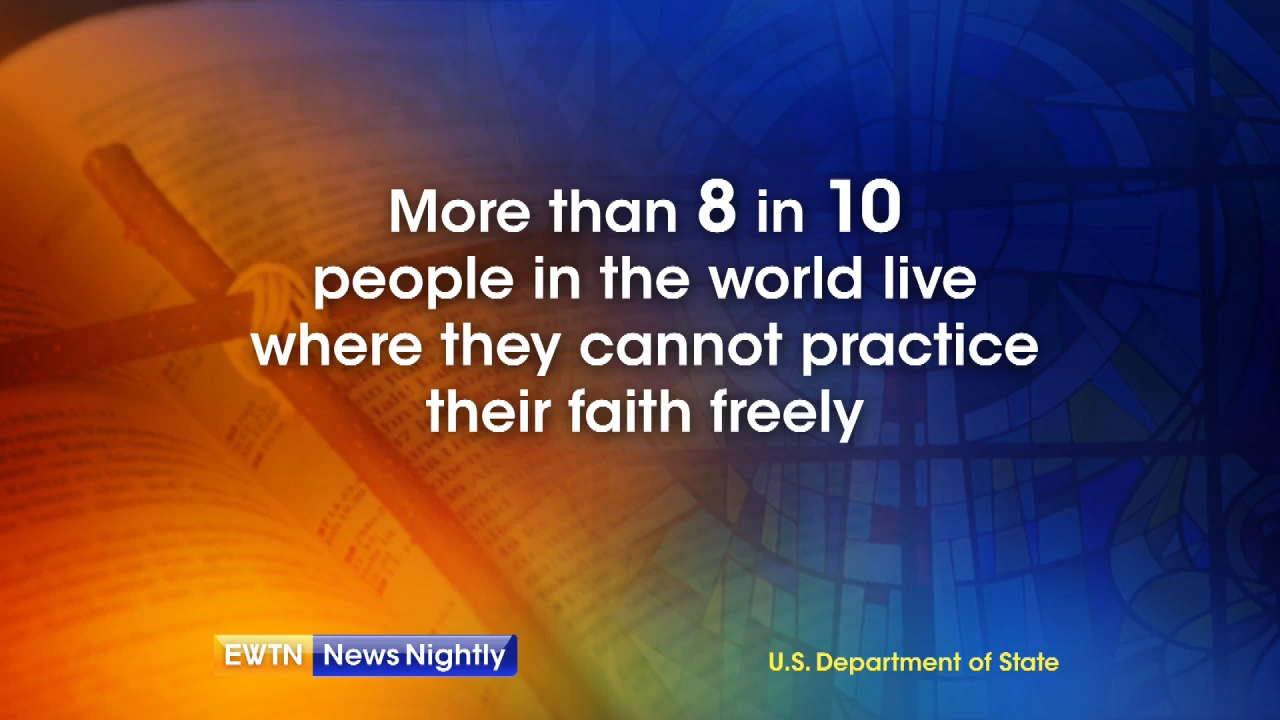 More than 8 in 10
people in the world live
where they cannot practice
their faith freely
EWTN News Nightly
U.S. Department of State